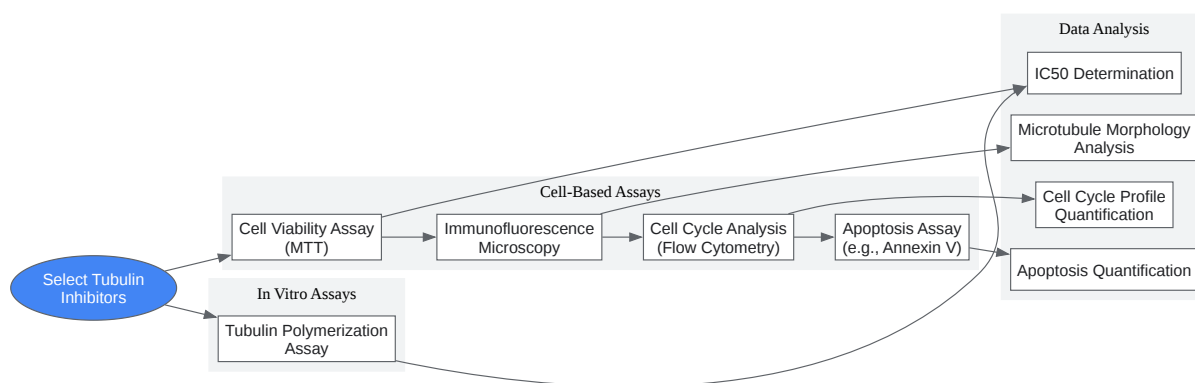 Data Analysis
IC50 Determination
Microtubule Morphology
Analysis
Cell-Based Assays
Cell Viability Assay
(MTT)
Immunofluorescence
Microscopy
Cell Cycle Analysis
(Flow Cytometry)
Apoptosis Assay
(e.g., Annexin V)
Cell Cycle Profile
Quantification
Apoptosis Quantification
Select Tubulin
Inhibitors
In Vitro Assays
Tubulin Polymerization
Assay